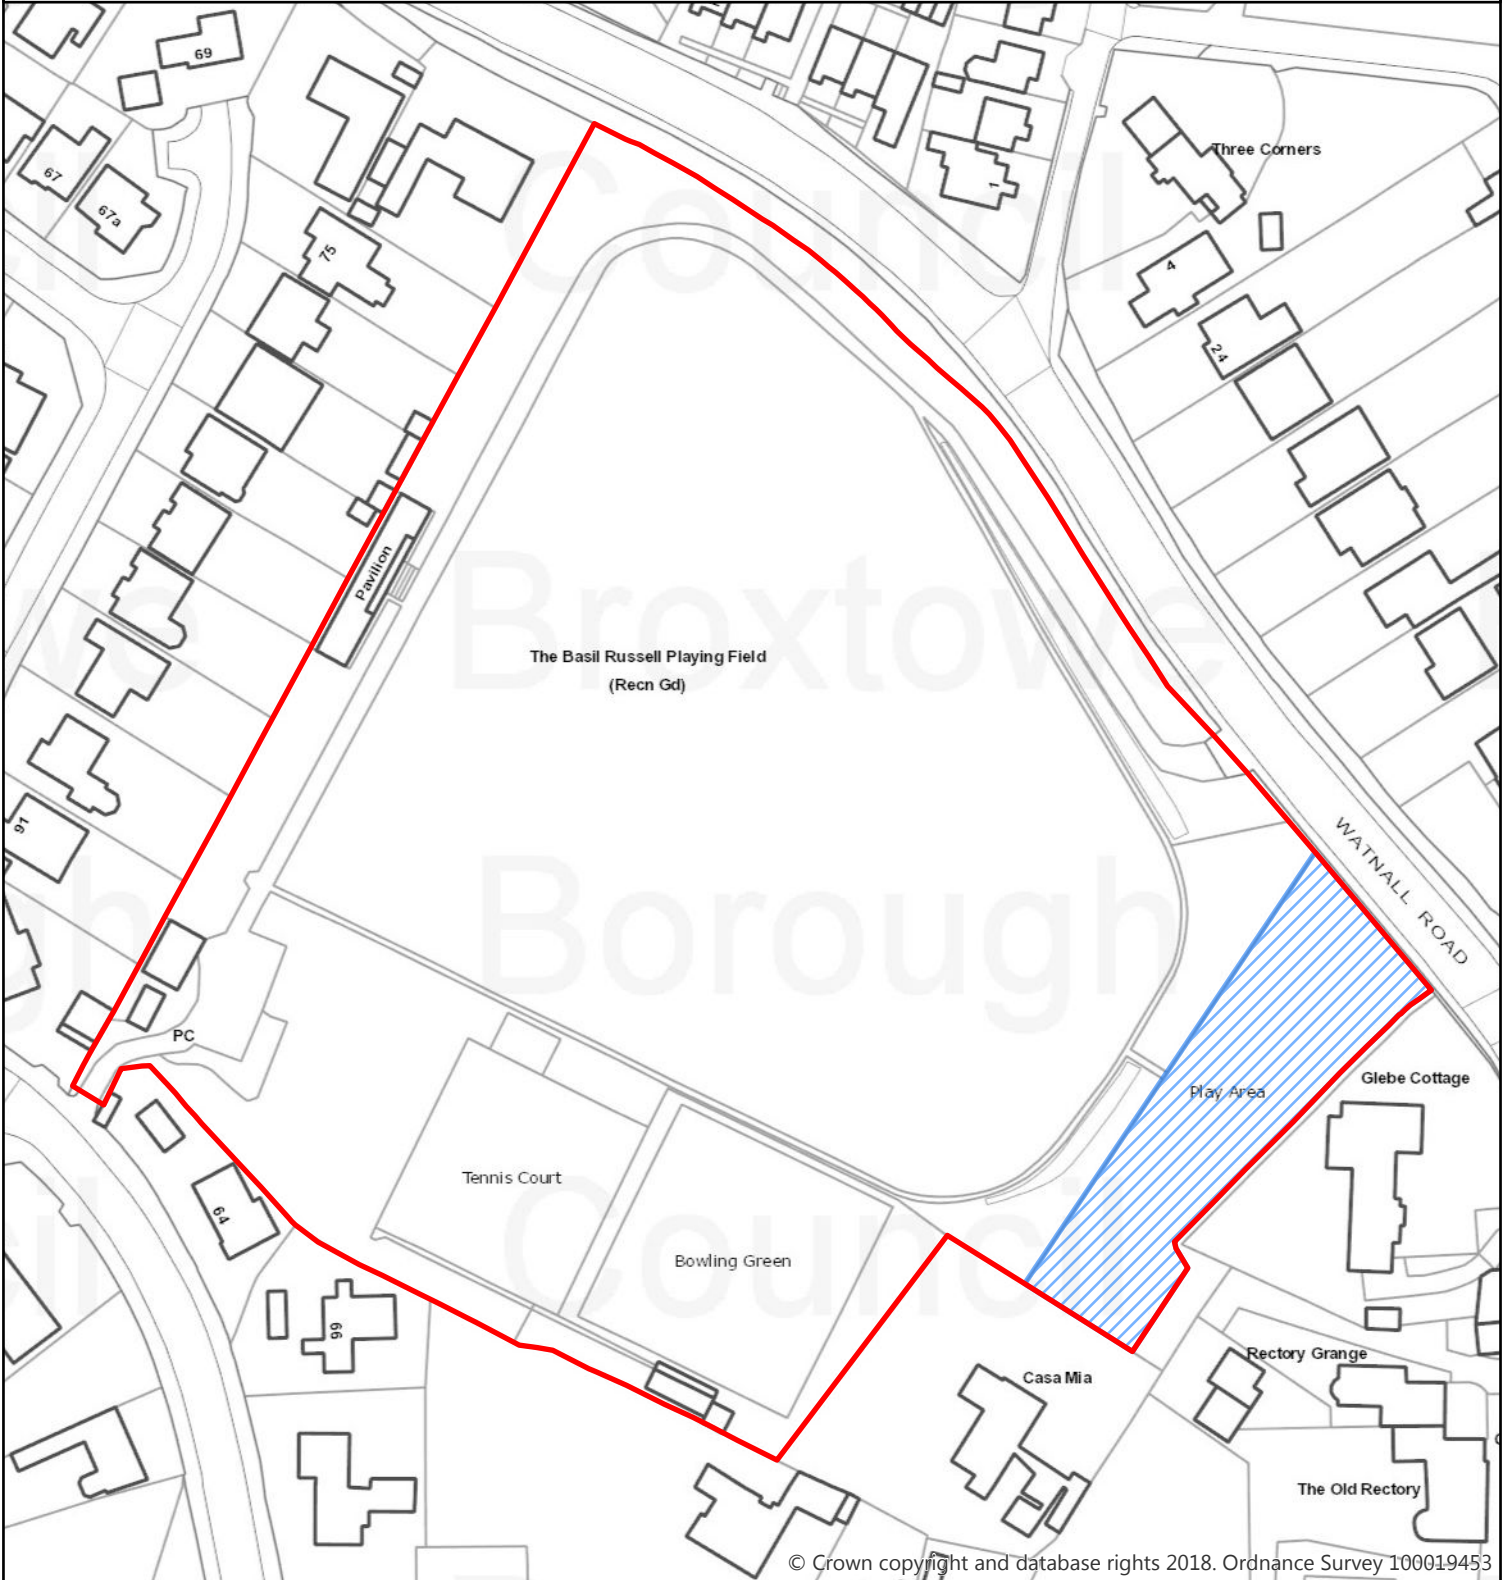 69
67
67a
75
1
Three Corners
4
24
Pavilion
The Basil Russell Playing Field
(Recn Gd)
91
WATNALL ROAD
PC
Play Area
Glebe Cottage
Tennis Court
64
Bowling Green
66
Casa Mia
Rectory Grange
The Old Rectory
Council
Broxtowe
Borough
Council
© Crown copyright and database rights 2018. Ordnance Survey 100019453